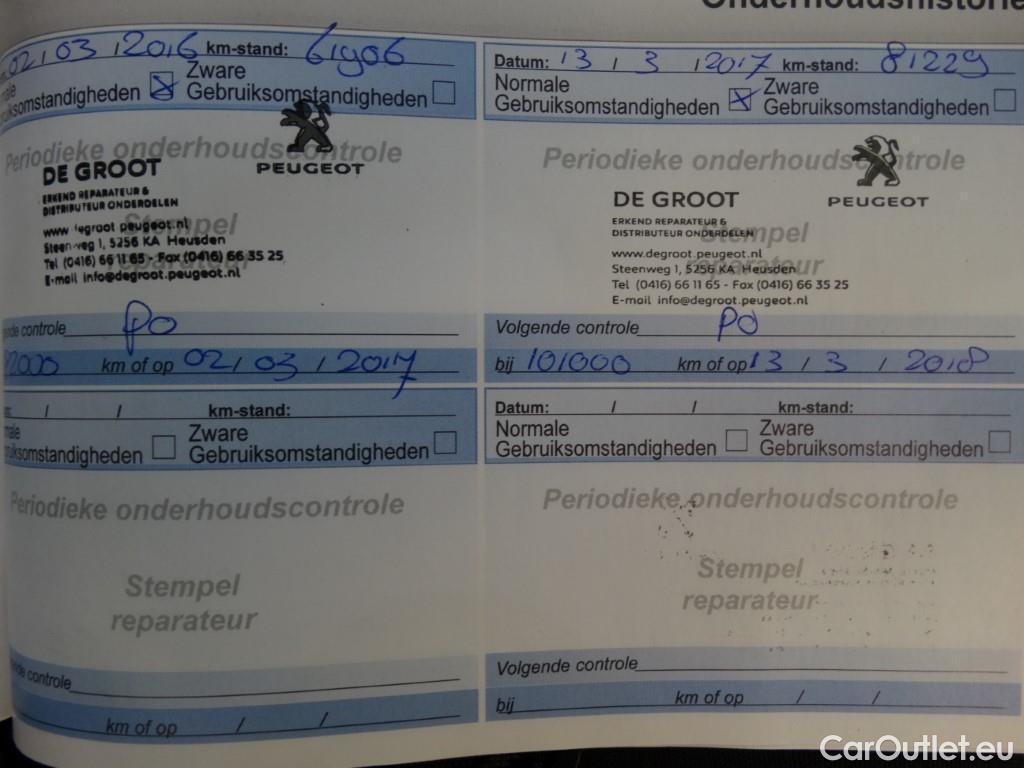 Onderhoudshistorie
02/03/2016 km-stand: 61906
Zware
Gebruiksomstandigheden
Periodieke onderhoudscontrole
PEUGEOT
DE GROOT
ERKEND REPARATEUR &
DISTRIBUTEUR ONDERDELEN
Stempel
reparateur
www.degroot.peugeot.nl
Steenweg 1, 5256 KA Heusden
Tel (0416) 66 11 65 - Fax (0416) 66 35 25
E-mail info@degroot.peugeot.nl
controle PO
km of op 02/03/2017
Datum: 13/3/2017 km-stand: 81229
Normale
Gebruiksomstandigheden
Zware
Gebruiksomstandigheden
Periodieke onderhoudscontrole
PEUGEOT
DE GROOT
ERKEND REPARATEUR &
DISTRIBUTEUR ONDERDELEN
Stempel
reparateur
www.degroot.peugeot.nl
Steenweg 1, 5256 KA Heusden
Tel (0416) 66 11 65 - Fax (0416) 66 35 25
E-mail info@degroot.peugeot.nl
Volgende controle PO
bij 101000 km of op 13/3/2018
/ / km-stand:
Zware
Gebruiksomstandigheden
Periodieke onderhoudscontrole
Stempel
reparateur
controle
km of op / /
Datum: / / km-stand:
Normale
Gebruiksomstandigheden
Zware
Gebruiksomstandigheden
Periodieke onderhoudscontrole
Stempel
reparateur
Volgende controle
bij km of op / /
CarOutlet.eu